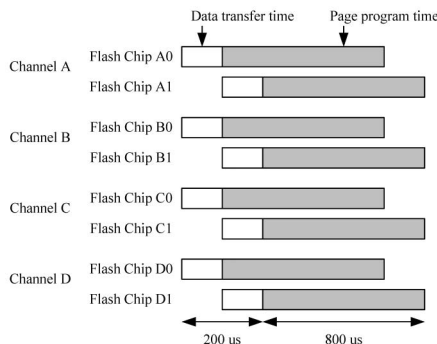 Data transfer time Page program time
Channel A
Flash Chip A0
Flash Chip A1
Channel B
Flash Chip B0
Flash Chip B1
Channel C
Flash Chip C0
Flash Chip C1
Channel D
Flash Chip D0
Flash Chip D1
200 us 800 us